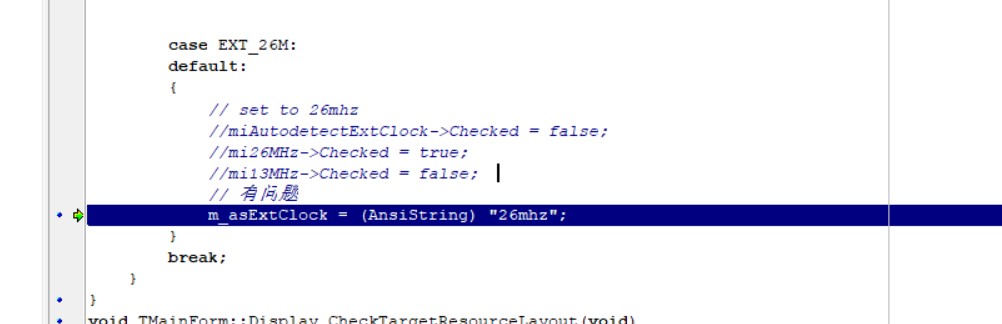 case EXT_26M:
default:
{
// set to 26mhz
//miAutodetectExtClock->Checked = false;
//mi26MHz->Checked = true;
//mi13MHz->Checked = false;
// 有问题
m_asExtClock = (AnsiString) "26mhz";
}
break;
}
}
void TMainForm::Display_CheckTargetResourceLayout(void)